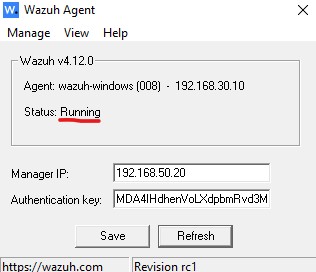 Wazuh Agent
Manage View Help
Wazuh v4.12.0
Agent: wazuh-windows (008) - 192.168.30.10
Status: Running
Manager IP: 192.168.50.20
Authentication key: MDA4IHdhenVoLXdpbmRvd3M
Save Refresh
https://wazuh.com Revision rc1